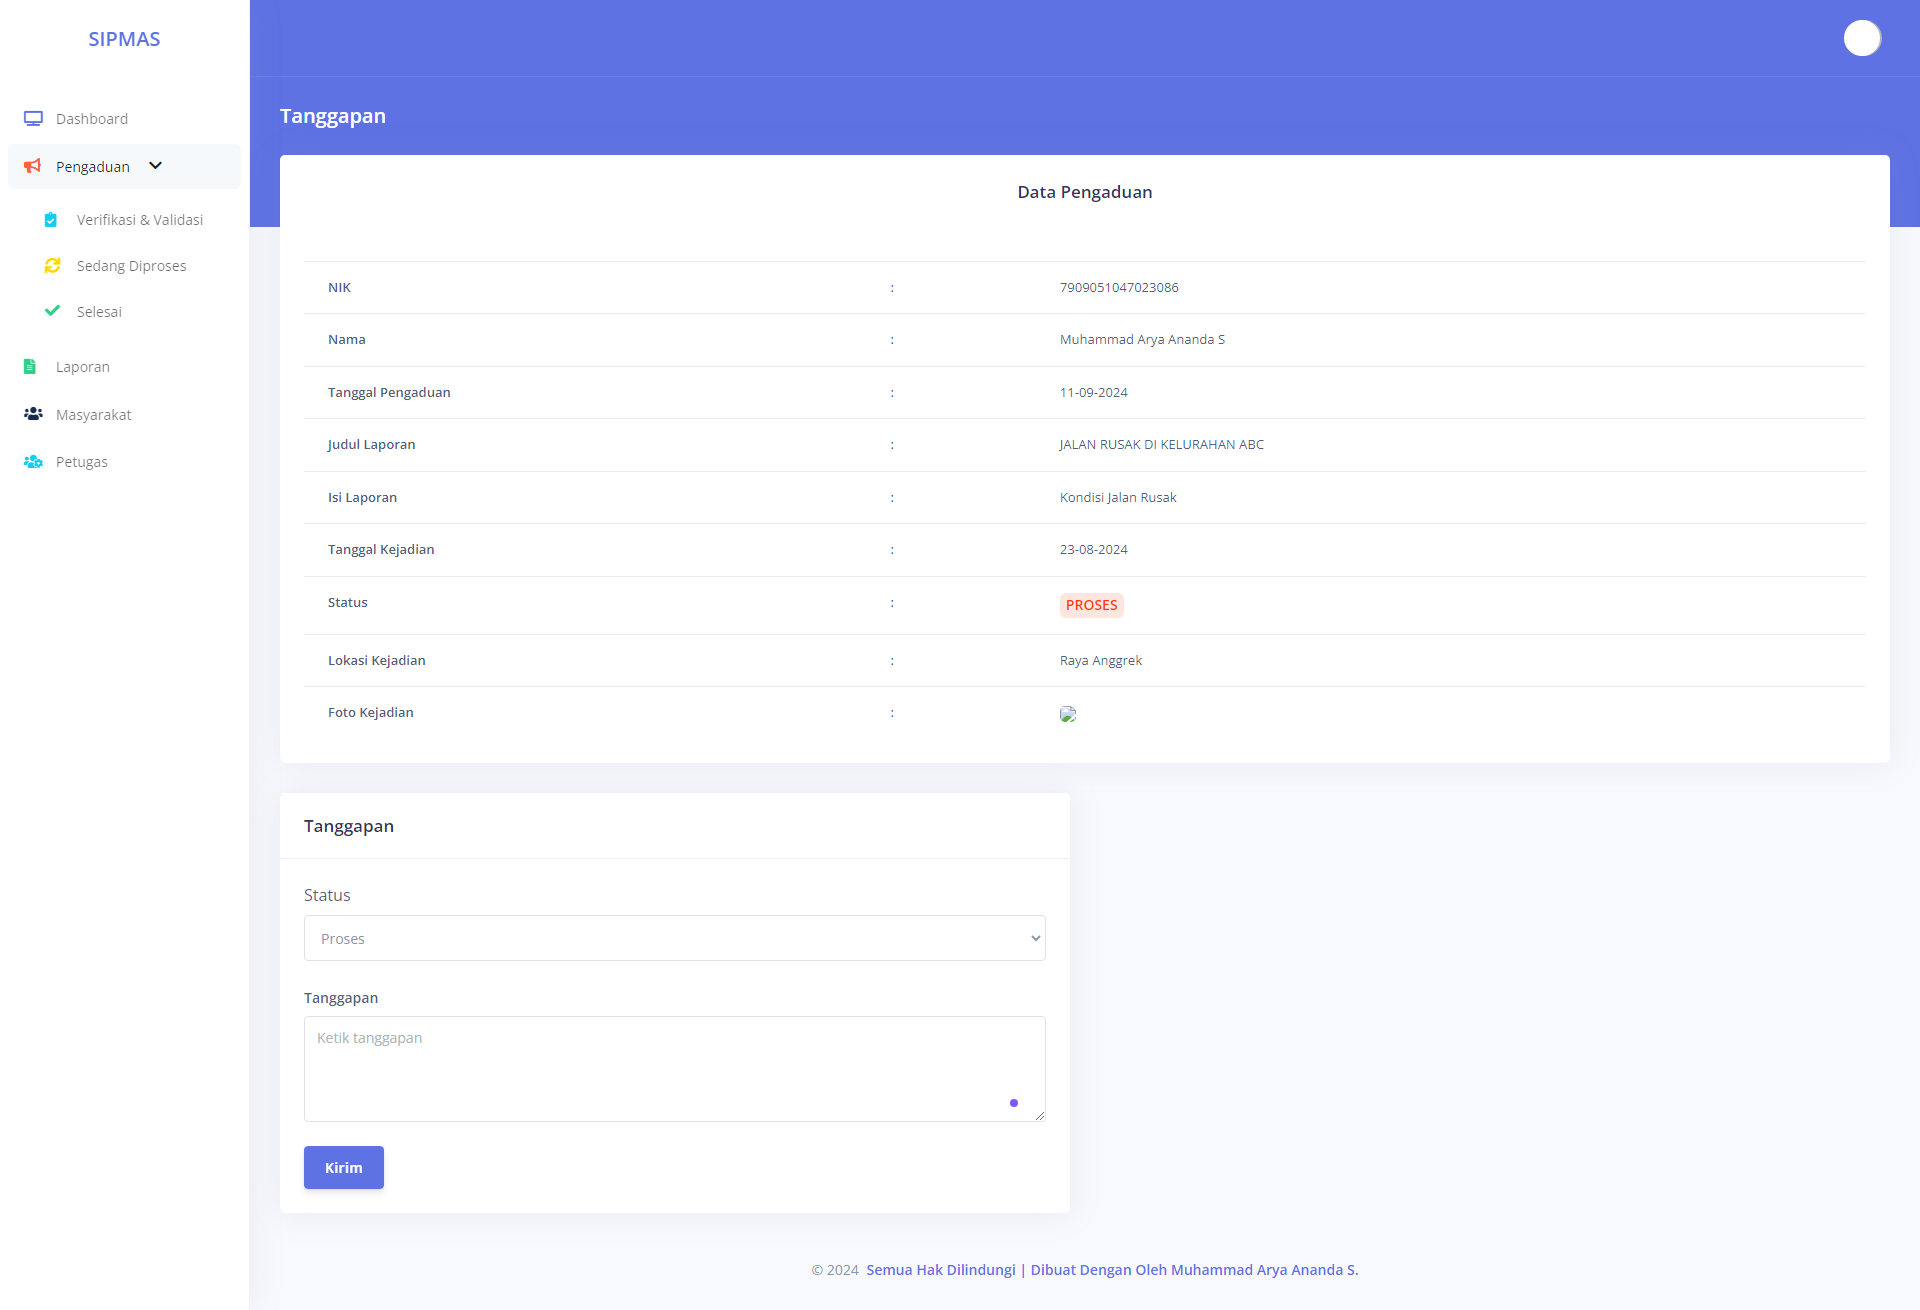 SIPMAS
Dashboard
Pengaduan
Verifikasi & Validasi
Sedang Diproses
Selesai
Laporan
Masyarakat
Petugas
Tanggapan
Data Pengaduan
NIK : 7909051047023086
Nama : Muhammad Arya Ananda S
Tanggal Pengaduan : 11-09-2024
Judul Laporan : JALAN RUSAK DI KELURAHAN ABC
Isi Laporan : Kondisi Jalan Rusak
Tanggal Kejadian : 23-08-2024
Status : PROSES
Lokasi Kejadian : Raya Anggrek
Foto Kejadian :
Tanggapan
Status
Proses
Tanggapan
Ketik tanggapan
Kirim
© 2024 Semua Hak Dilindungi | Dibuat Dengan Oleh Muhammad Arya Ananda S.